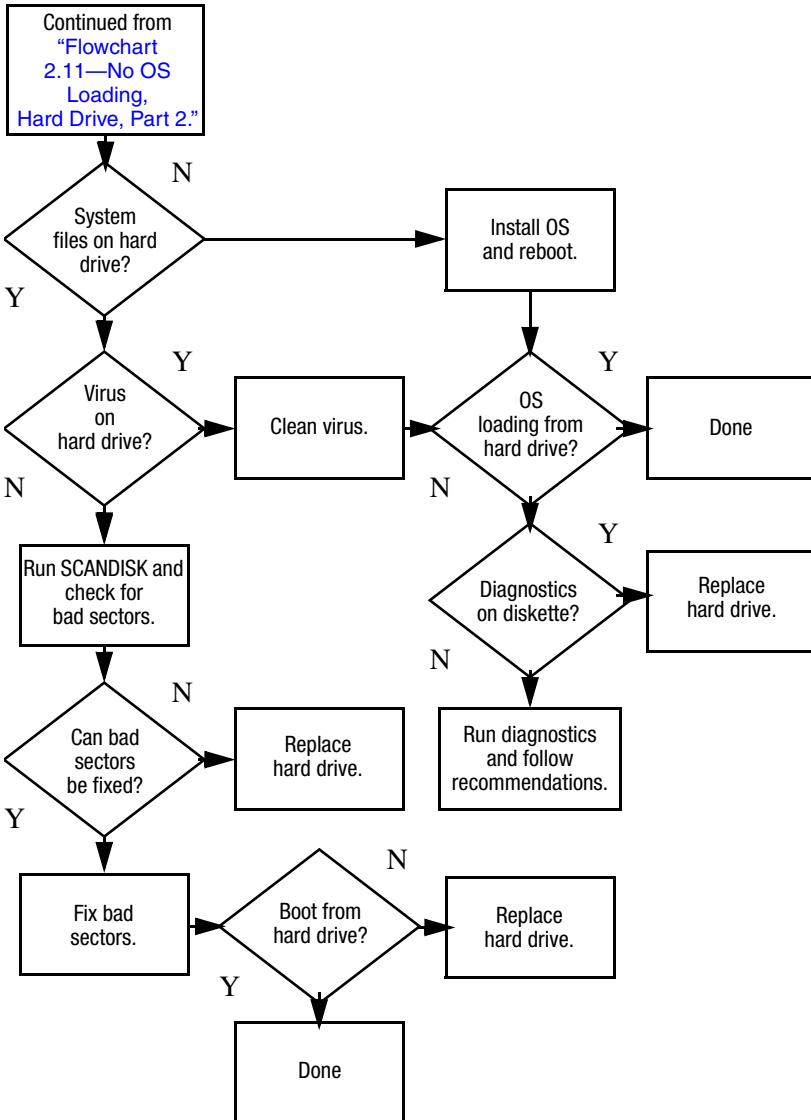 Continued from
“Flowchart
2.11—No OS
Loading,
Hard Drive, Part 2.”
N
System
files on hard
drive?
Install OS
and reboot.
Y
Y
Y
Virus
on
hard drive?
Clean virus.
OS
loading from
hard drive?
Done
N
N
Run SCANDISK and
check for
bad sectors.
Y
Diagnostics
on diskette?
Replace
hard drive.
N
N
Can bad
sectors
be fixed?
Replace
hard drive.
Run diagnostics
and follow
recommendations.
Y
N
Fix bad
sectors.
Boot from
hard drive?
Replace
hard drive.
Y
Done